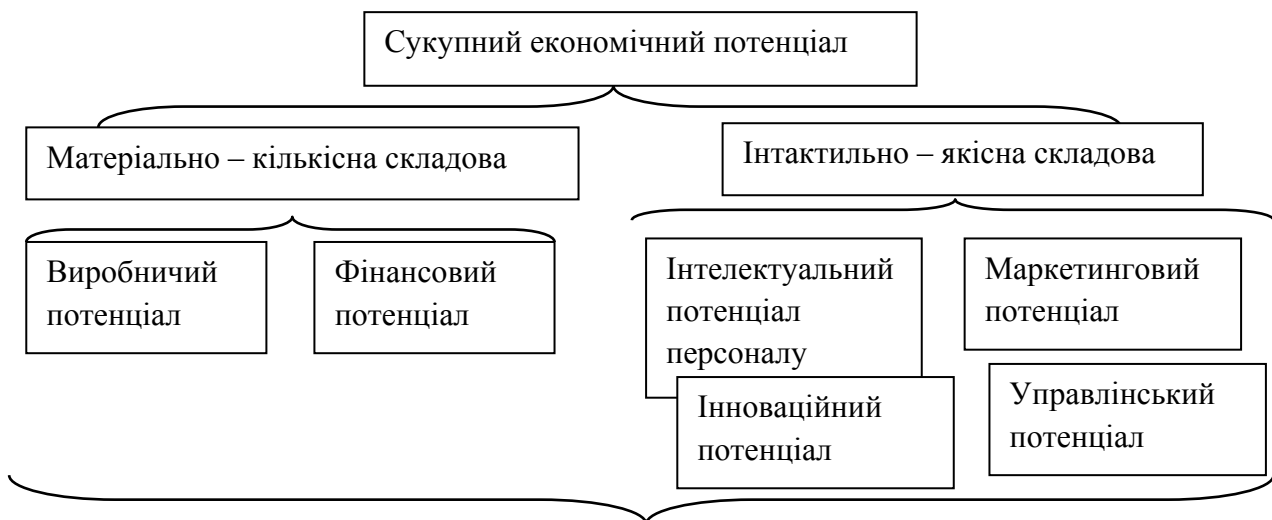 Сукупний економічний потенціал
Матеріально – кількісна складова
Інтактильно – якісна складова
Виробничий
потенціал
Фінансовий
потенціал
Інтелектуальний
потенціал
персоналу
Маркетинговий
потенціал
Інноваційний
потенціал
Управлінський
потенціал